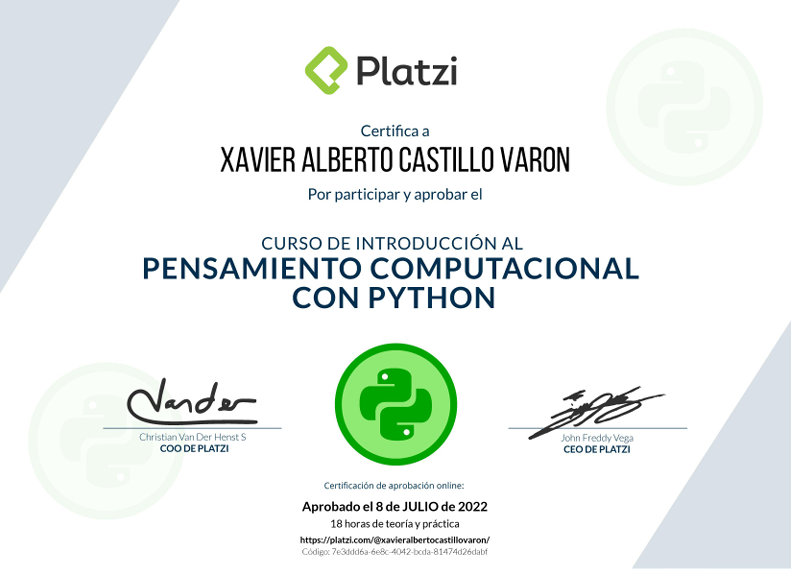 Platzi
Certifica a
XAVIER ALBERTO CASTILLO VARON
Por participar y aprobar el
CURSO DE INTRODUCCIÓN AL
PENSAMIENTO COMPUTACIONAL
CON PYTHON
Vander
Christian Van Der Henst S
COO DE PLATZI
John Freddy Vega
CEO DE PLATZI
Certificación de aprobación online:
Aprobado el 8 de JULIO de 2022
18 horas de teoría y práctica
https://platzi.com/@xavieralbertocastillovaron/
Código: 7e3ddd6a-6e8c-4042-bcda-81474d26dabf